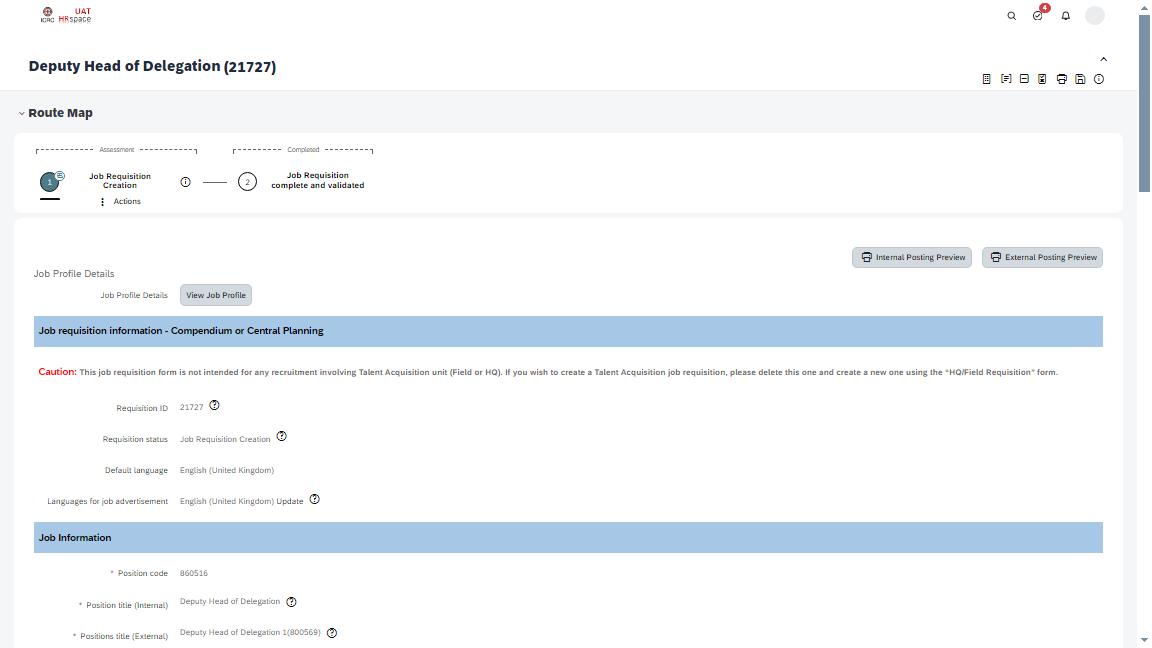 UAT
ICRC HRspace
4
Deputy Head of Delegation (21727)
Route Map
Assessment
Completed
1
Job Requisition
Creation
2
Job Requisition
complete and validated
Actions
Internal Posting Preview
External Posting Preview
Job Profile Details
Job Profile Details View Job Profile
Job requisition information - Compendium or Central Planning
Caution: This job requisition form is not intended for any recruitment involving Talent Acquisition unit (Field or HQ). If you wish to create a Talent Acquisition job requisition, please delete this one and create a new one using the “HQ/Field Requisition” form.
Requisition ID 21727
Requisition status Job Requisition Creation
Default language English (United Kingdom)
Languages for job advertisement English (United Kingdom) Update
Job Information
* Position code 860516
* Position title (Internal) Deputy Head of Delegation
* Positions title (External) Deputy Head of Delegation 1(800569)